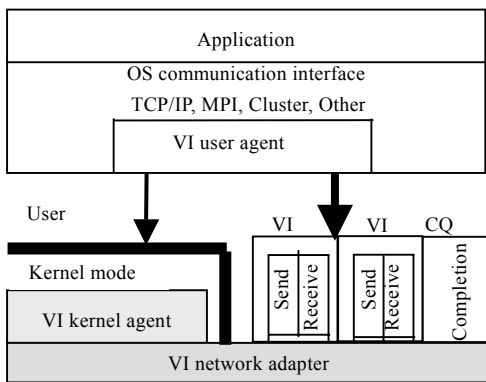 Application
OS communication interface
TCP/IP, MPI, Cluster, Other
VI user agent
User
VI
VI
CQ
Kernel mode
Send
Receive
Send
Receive
Completion
VI kernel agent
VI network adapter